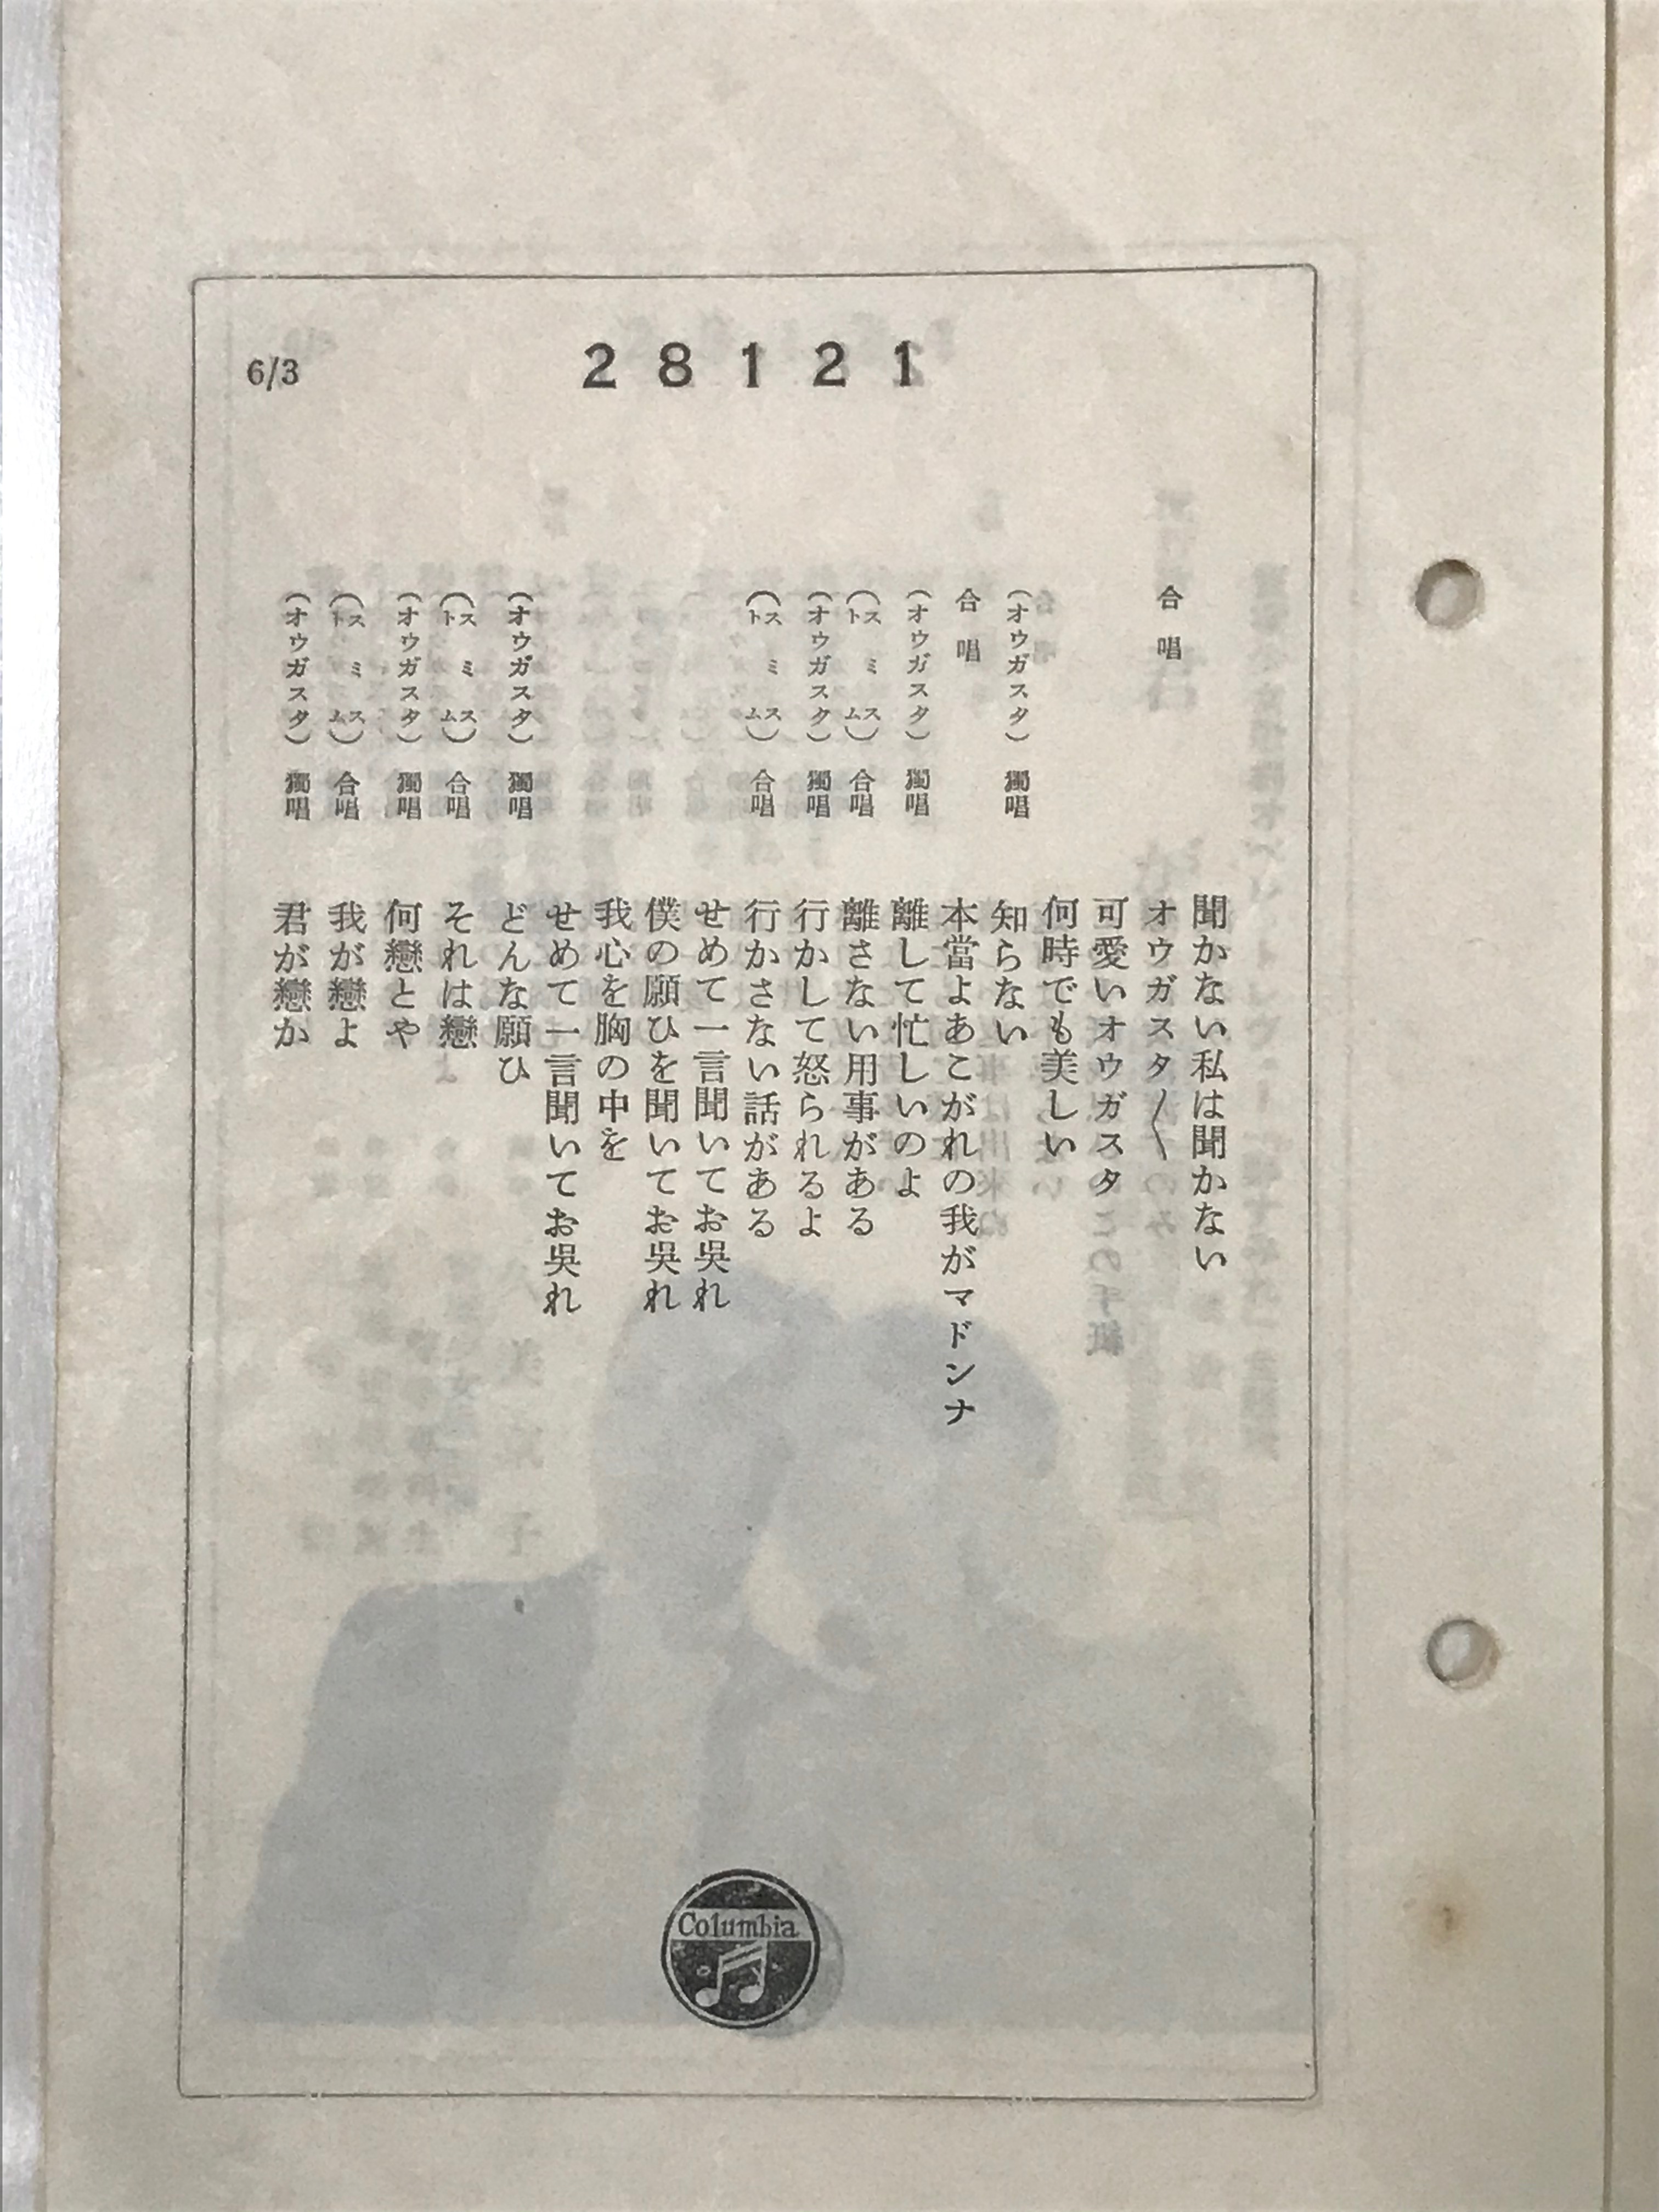 28121
6/3
聞かない私は聞かない
合唱 オウガスタ〱
可愛いオウガスタ
何時でも美しい
(オウガスタ)獨唱 知らない
合唱 本當よあこがれの我がマドンナ
(オウガスタ)獨唱 離して忙しいのよ
(スミス トム)合唱 離さない用事がある
(オウガスタ)獨唱 行かして怒られるよ
(スミス トム)合唱 行かさない話がある
せめて一言聞いてお呉れ
僕の願ひを聞いてお呉れ
我心を胸の中を
せめて一言聞いてお呉れ
(オウガスタ)獨唱 どんな願ひ
(スミス トム)合唱 それは戀
(オウガスタ)獨唱 何戀とや
(スミス トム)合唱 我が戀よ
(オウガスタ)獨唱 君が戀か
Columbia